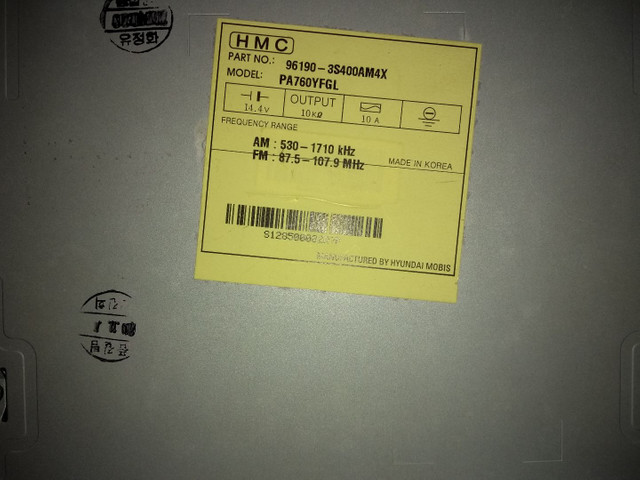 유정화
HMC
PART NO.: 96190-3S400AM4X
MODEL: PA760YFGL
14.4V
OUTPUT
10KΩ
10 A
FREQUENCY RANGE
AM : 530-1710 kHz
FM : 87.5-107.9 MHz
MADE IN KOREA
MANUFACTURED BY HYUNDAI MOBIS